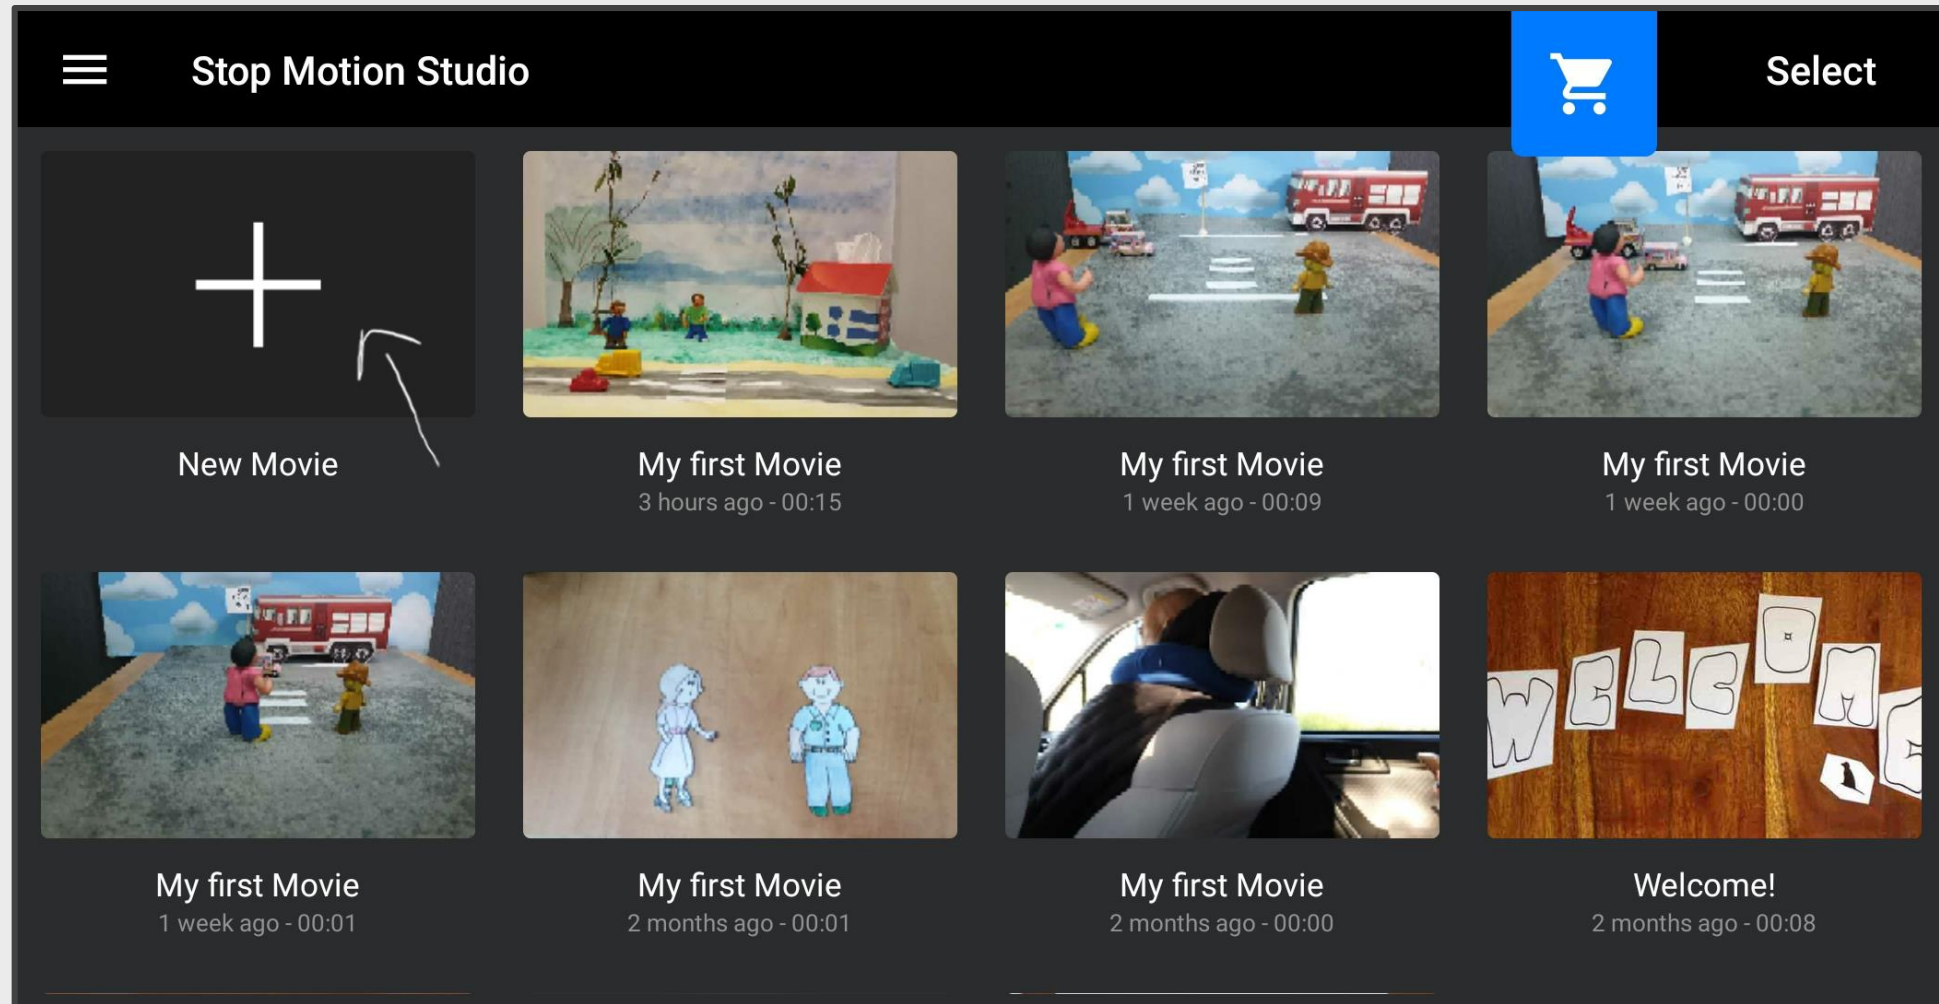 Stop Motion Studio
Select
New Movie
My first Movie
3 hours ago - 00:15
My first Movie
1 week ago - 00:09
My first Movie
1 week ago - 00:00
My first Movie
1 week ago - 00:01
My first Movie
2 months ago - 00:01
My first Movie
2 months ago - 00:00
WELCOM
Welcome!
2 months ago - 00:08